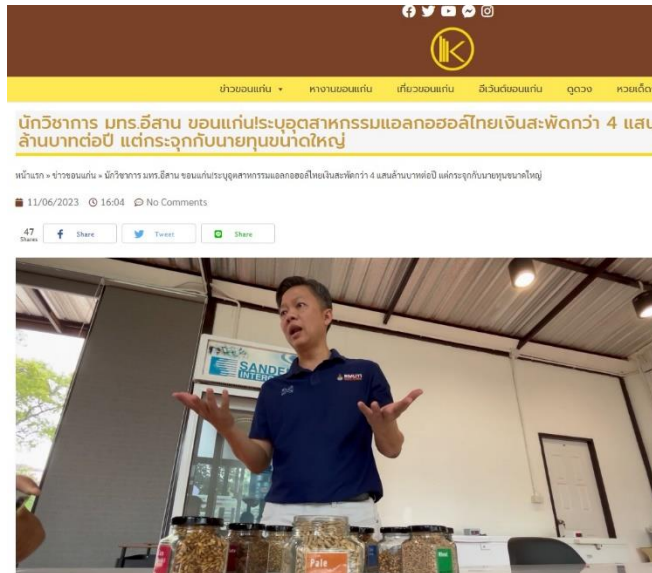 ข่าวขอนแก่น หางานขอนแก่น เที่ยวขอนแก่น อีเว้นต์ขอนแก่น ดูดวง หวยเด็ด
นักวิชาการ มทร.อีสาน ขอนแก่น!ระบุอุตสาหกรรมแอลกอฮอล์ไทยเงินสะพัดกว่า 4 แสน
ล้านบาทต่อปี แต่กระจุกกับนายทุนขนาดใหญ่
หน้าแรก » ข่าวขอนแก่น » นักวิชาการ มทร.อีสาน ขอนแก่น!ระบุอุตสาหกรรมแอลกอฮอล์ไทยเงินสะพัดกว่า 4 แสนล้านบาทต่อปี แต่กระจุกกับนายทุนขนาดใหญ่
11/06/2023 16:04 No Comments
47
Shares
Share Tweet Share
SANDE
INTERC
RMUTI
Pale